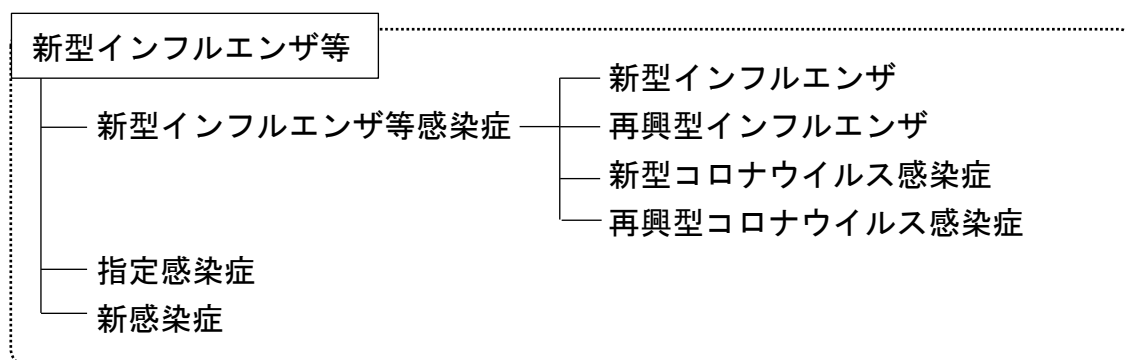 新型インフルエンザ等
新型インフルエンザ
新型インフルエンザ等感染症
再興型インフルエンザ
新型コロナウイルス感染症
再興型コロナウイルス感染症
指定感染症
新感染症